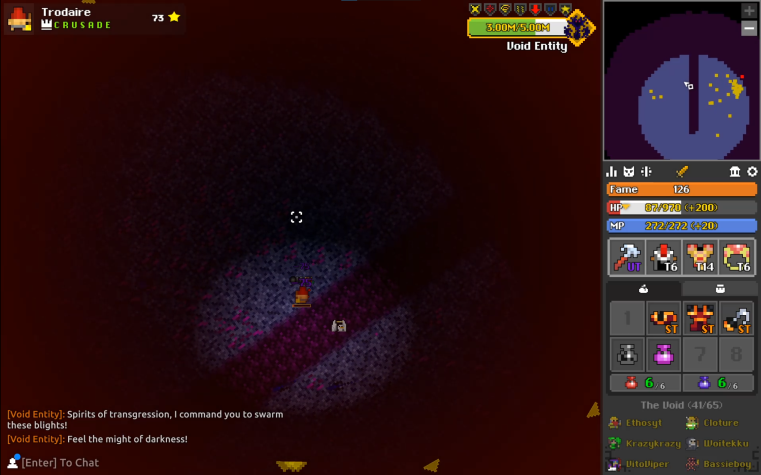 Trodaire
CRUSADE
73
3.00M/5.00M
Void Entity
Fame 126
HP 87/970 (+200)
MP 272/272 (+20)
UT T6 T14 T6
1 ST ST ST
7 8
6/6 6/6
The Void (41/65)
Ethosyt Cloture
Krazykrazy Woitekku
VitoViper Bassieboy
[Void Entity]: Spirits of transgression, I command you to swarm
these blights!
[Void Entity]: Feel the might of darkness!
[Enter] To Chat